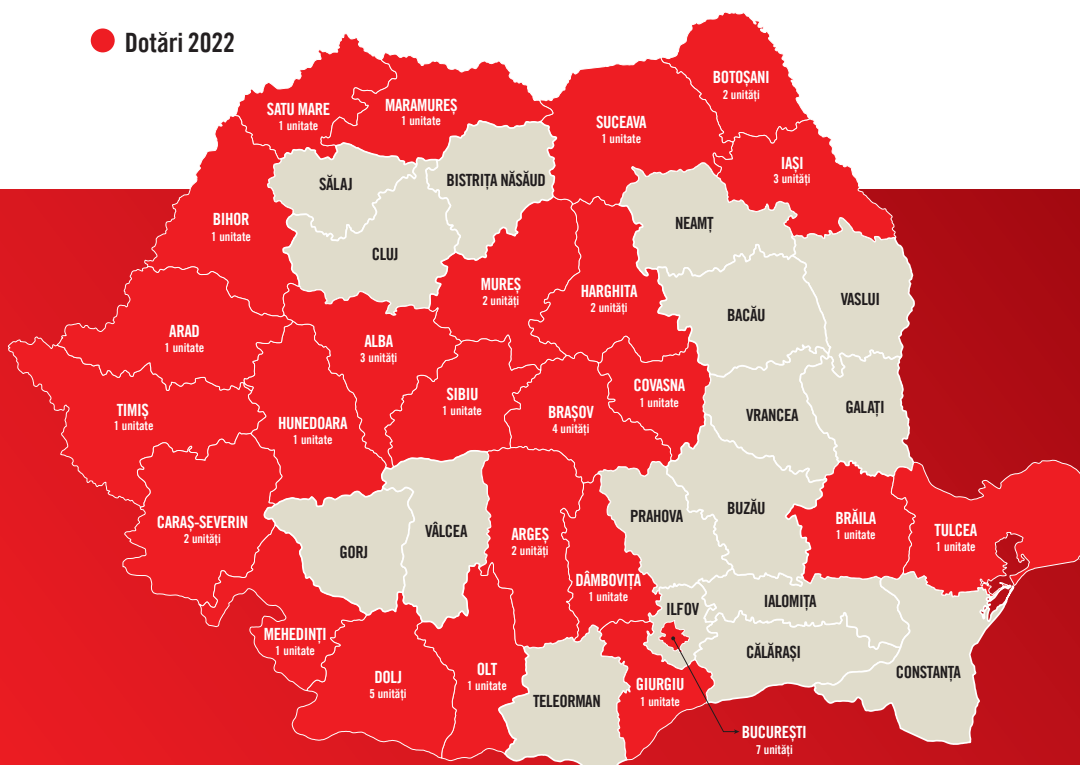 Dotări 2022
BOTOȘANI
2 unități
SATU MARE
1 unitate
MARAMUREȘ
1 unitate
SUCEAVA
1 unitate
IAȘI
3 unități
SĂLAJ
BISTRIȚA NĂSĂUD
BIHOR
1 unitate
NEAMȚ
CLUJ
MUREȘ
2 unități
HARGHITA
2 unități
VASLUI
BACĂU
ARAD
1 unitate
ALBA
3 unități
SIBIU
1 unitate
COVASNA
1 unitate
TIMIȘ
1 unitate
HUNEDOARA
1 unitate
BRAȘOV
4 unități
VRANCEA
GALAȚI
CARAȘ-SEVERIN
2 unități
GORJ
VÂLCEA
ARGEȘ
2 unități
PRAHOVA
BUZĂU
BRĂILA
1 unitate
TULCEA
1 unitate
DÂMBOVIȚA
1 unitate
ILFOV
IALOMIȚA
MEHEDINȚI
1 unitate
CĂLĂRAȘI
DOLJ
5 unități
OLT
1 unitate
CONSTANȚA
TELEORMAN
GIURGIU
1 unitate
BUCUREȘTI
7 unități